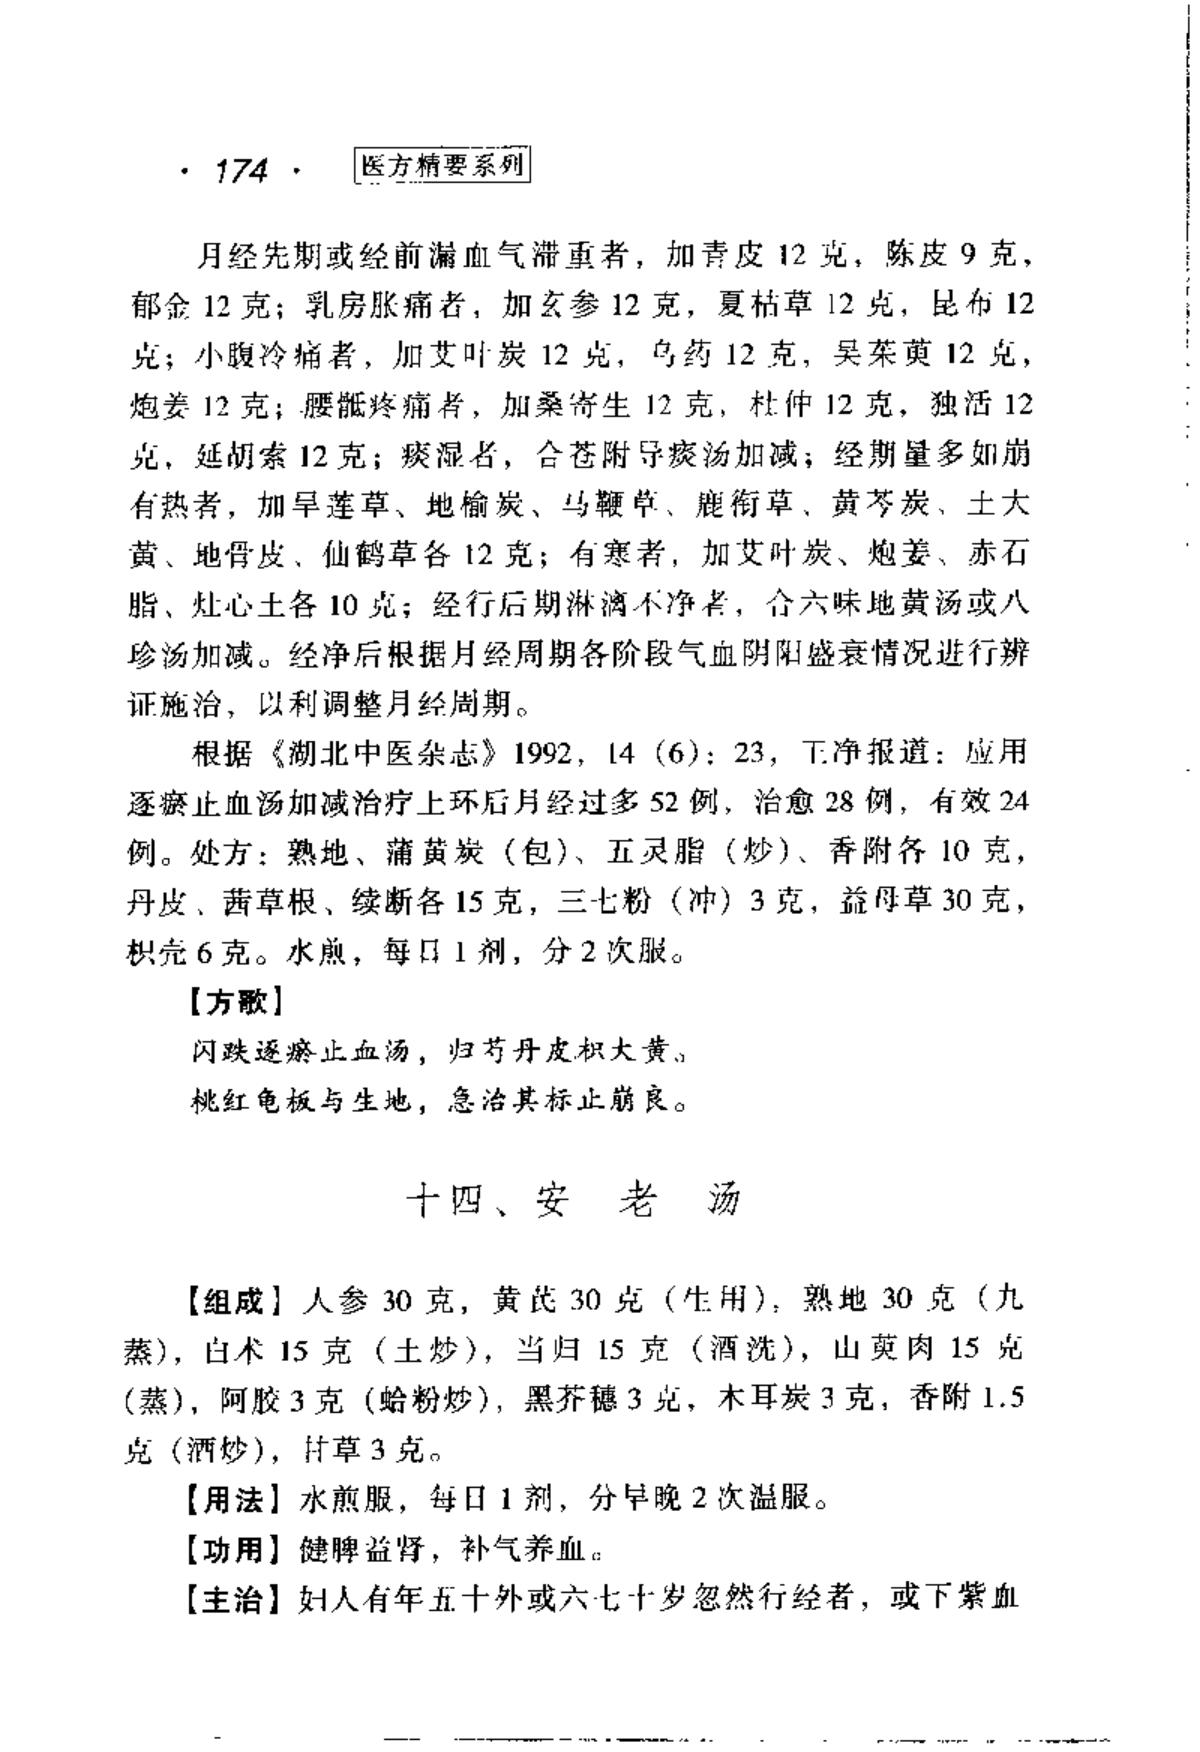 · 174 · 医方精要系列
月经先期或经前漏血气滞重者，加青皮 12 克，陈皮 9 克，
郁金 12 克；乳房胀痛者，加玄参 12 克，夏枯草 12 克，昆布 12
克；小腹冷痛者，加艾叶炭 12 克，乌药 12 克，吴茱萸 12 克，
炮姜 12 克；腰骶疼痛者，加桑寄生 12 克，杜仲 12 克，独活 12
克，延胡索 12 克；痰湿者，合苍附导痰汤加减；经期量多如崩
有热者，加旱莲草、地榆炭、马鞭草、鹿衔草、黄芩炭、土大
黄、地骨皮、仙鹤草各 12 克；有寒者，加艾叶炭、炮姜、赤石
脂、灶心土各 10 克；经行后期淋漓不净者，合六味地黄汤或八
珍汤加减。经净后根据月经周期各阶段气血阴阳盛衰情况进行辨
证施治，以利调整月经周期。
根据《湖北中医杂志》1992，14（6）：23，王净报道：应用
逐瘀止血汤加减治疗上环后月经过多 52 例，治愈 28 例，有效 24
例。处方：熟地、蒲黄炭（包）、五灵脂（炒）、香附各 10 克，
丹皮、茜草根、续断各 15 克，三七粉（冲）3 克，益母草 30 克，
枳壳 6 克。水煎，每日 1 剂，分 2 次服。
【方歌】
闪跌逐瘀止血汤，归芍丹皮枳大黄。
桃红龟板与生地，急治其标止崩良。
十四、安 老 汤
【组成】人参 30 克，黄芪 30 克（生用），熟地 30 克（九
蒸），白术 15 克（土炒），当归 15 克（酒洗），山萸肉 15 克
（蒸），阿胶 3 克（蛤粉炒），黑芥穗 3 克，木耳炭 3 克，香附 1.5
克（酒炒），甘草 3 克。
【用法】水煎服，每日 1 剂，分早晚 2 次温服。
【功用】健脾益肾，补气养血。
【主治】妇人有年五十外或六七十岁忽然行经者，或下紫血